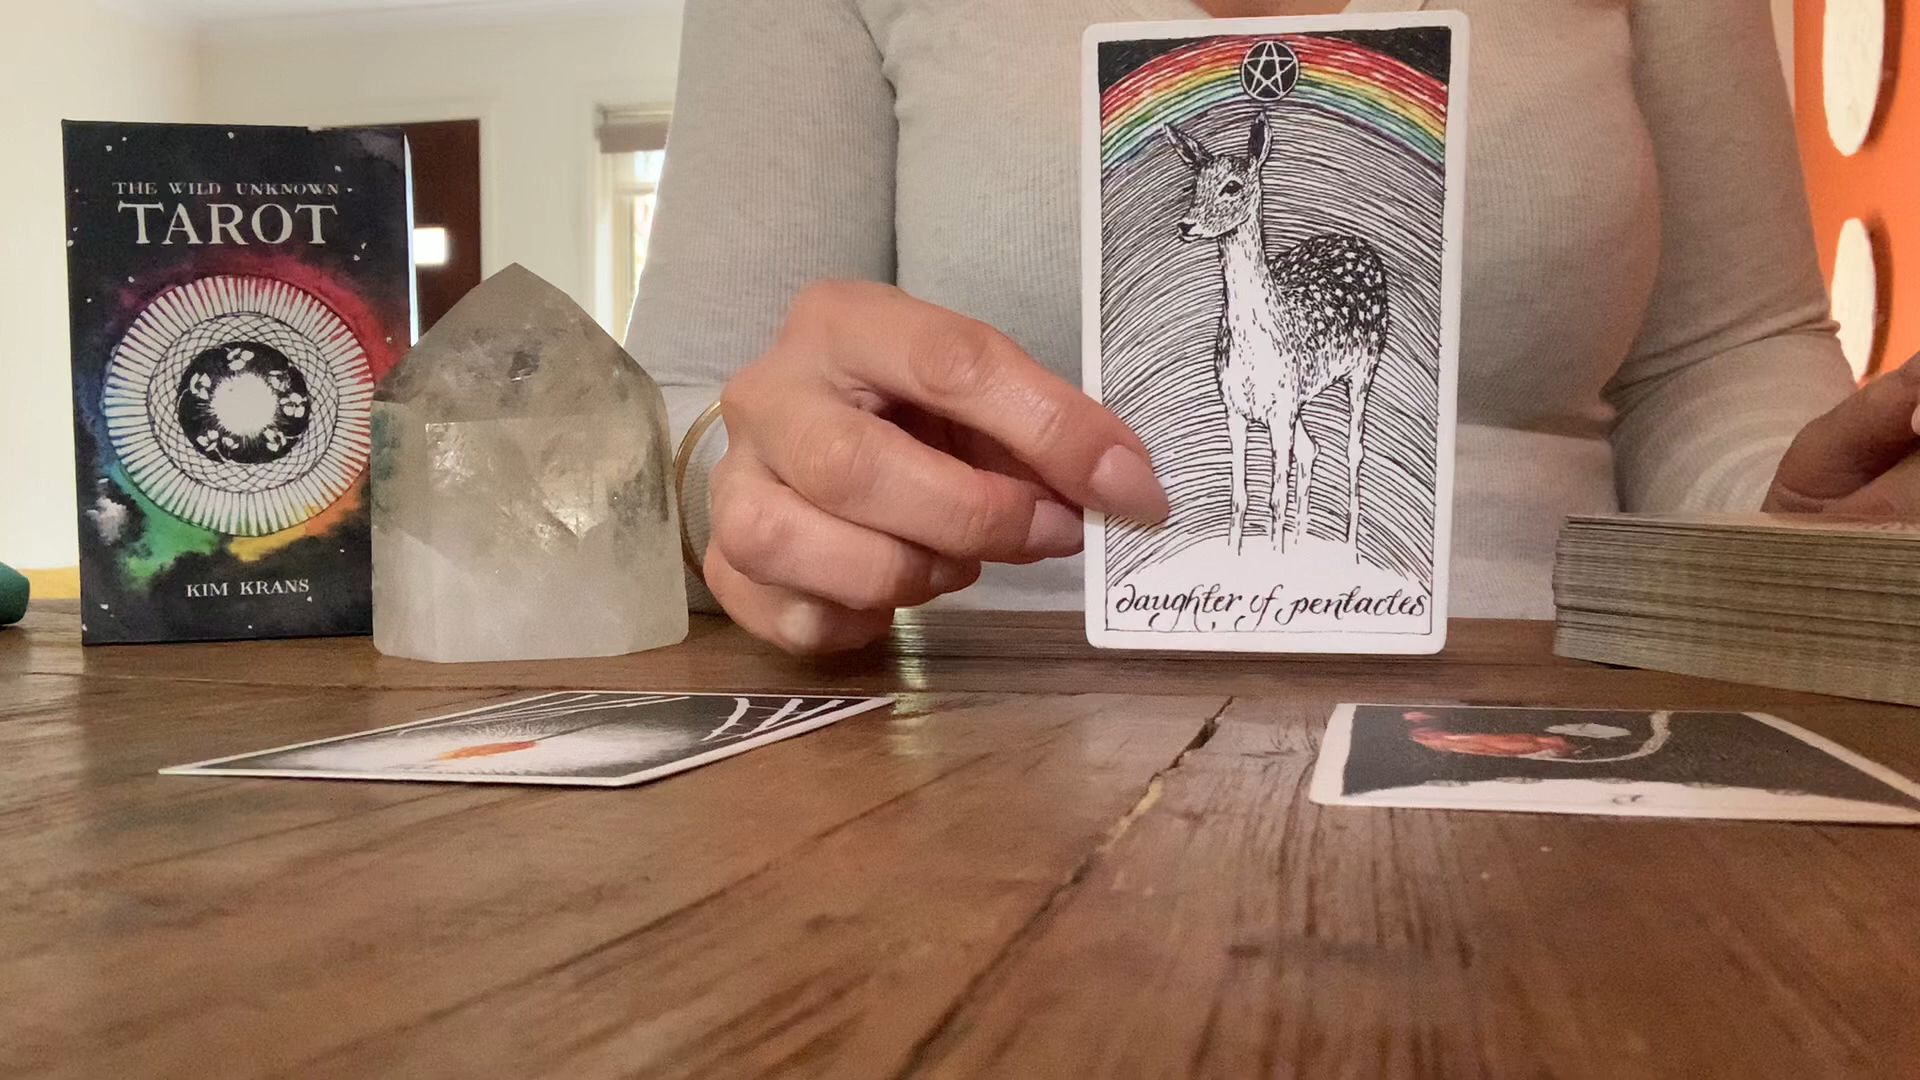 THE WILD UNKNOWN
TAROT
KIM KRANS
daughter of pentacles